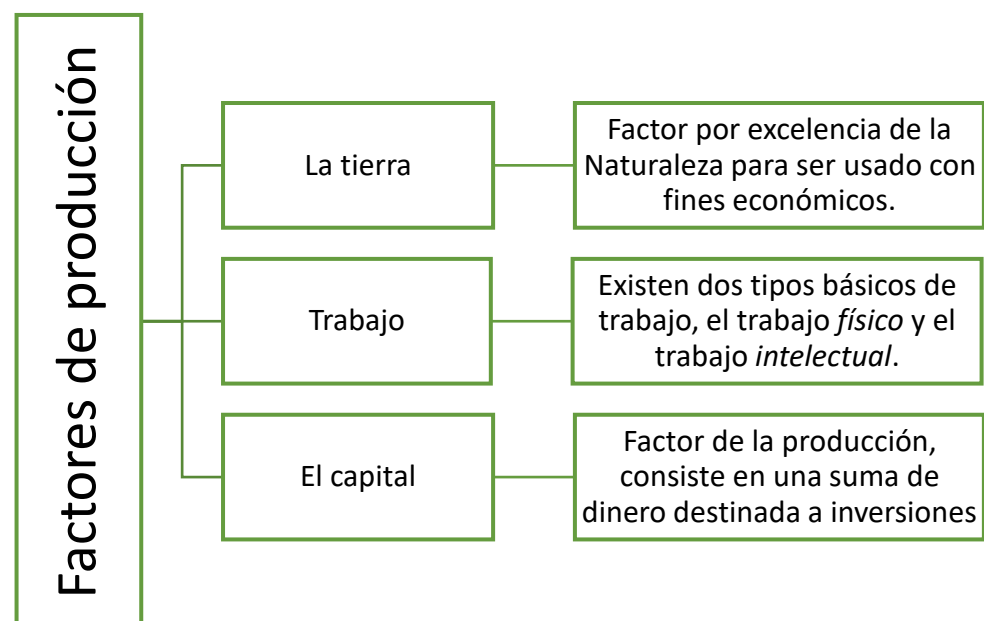 Factores de producción
La tierra
Factor por excelencia de la
Naturaleza para ser usado con
fines económicos.
Trabajo
Existen dos tipos básicos de
trabajo, el trabajo físico y el
trabajo intelectual.
El capital
Factor de la producción,
consiste en una suma de
dinero destinada a inversiones